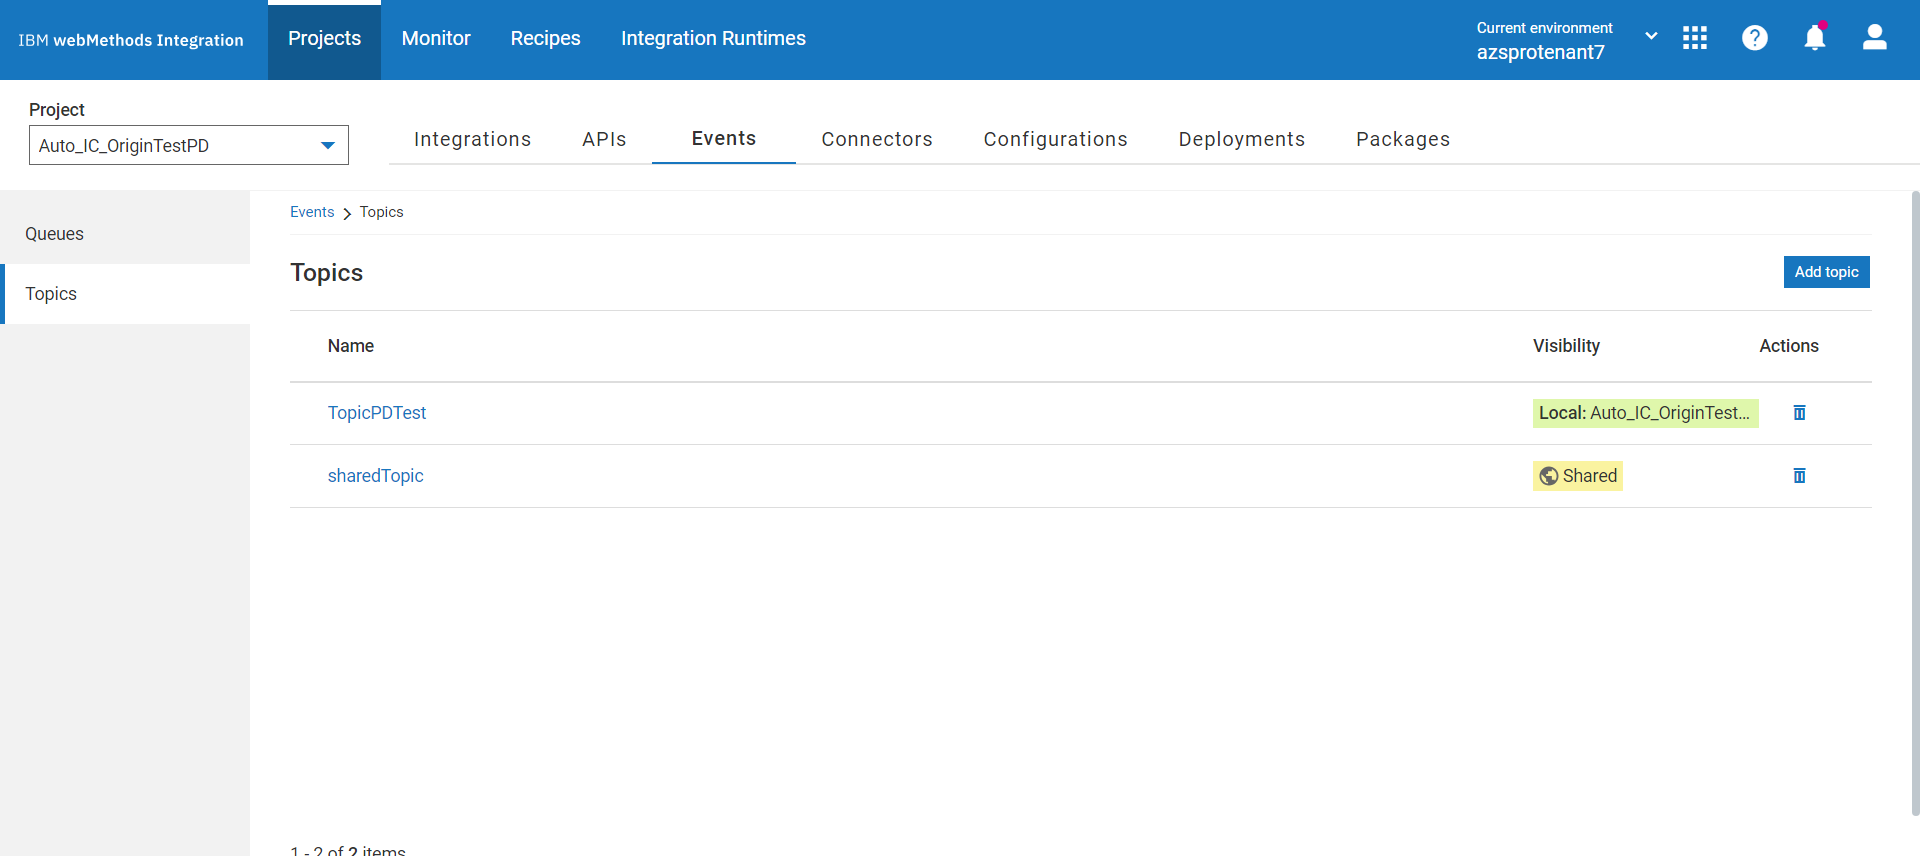 IBM webMethods Integration
Projects
Monitor
Recipes
Integration Runtimes
Current environment
azsprotenant7
Project
Auto_IC_OriginTestPD
Integrations
APIs
Events
Connectors
Configurations
Deployments
Packages
Queues
Topics
Events > Topics
Topics
Add topic
Name Visibility Actions
TopicPDTest Local: Auto_IC_OriginTest...
sharedTopic Shared
1 - 2 of 2 items